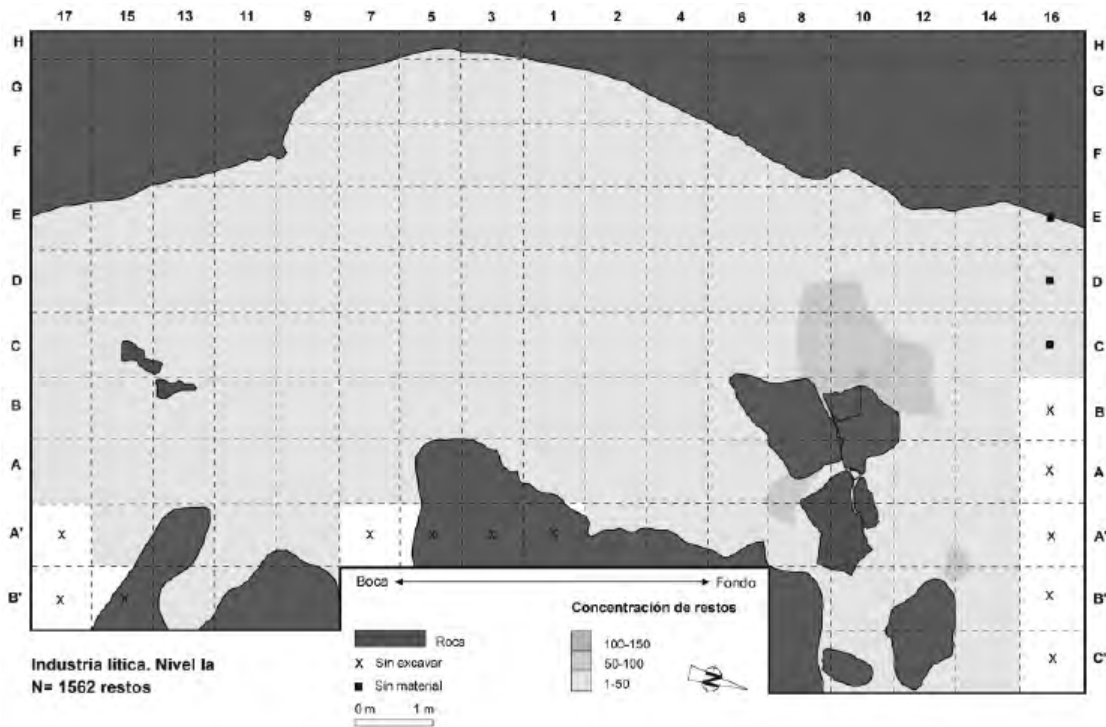 17 15 13 11 9 7 5 3 1 2 4 6 8 10 12 14 16
H H
G G
F F
E E
D D
C C
B x B
A x A
A' x x x x x x A'
B' x x x B'
x C'
Boca Fondo
Concentración de restos
Roca
100-150
x Sin excavar
50-100
Sin material
1-50
0 m 1 m
N
Industria lítica. Nivel Ia
N= 1562 restos